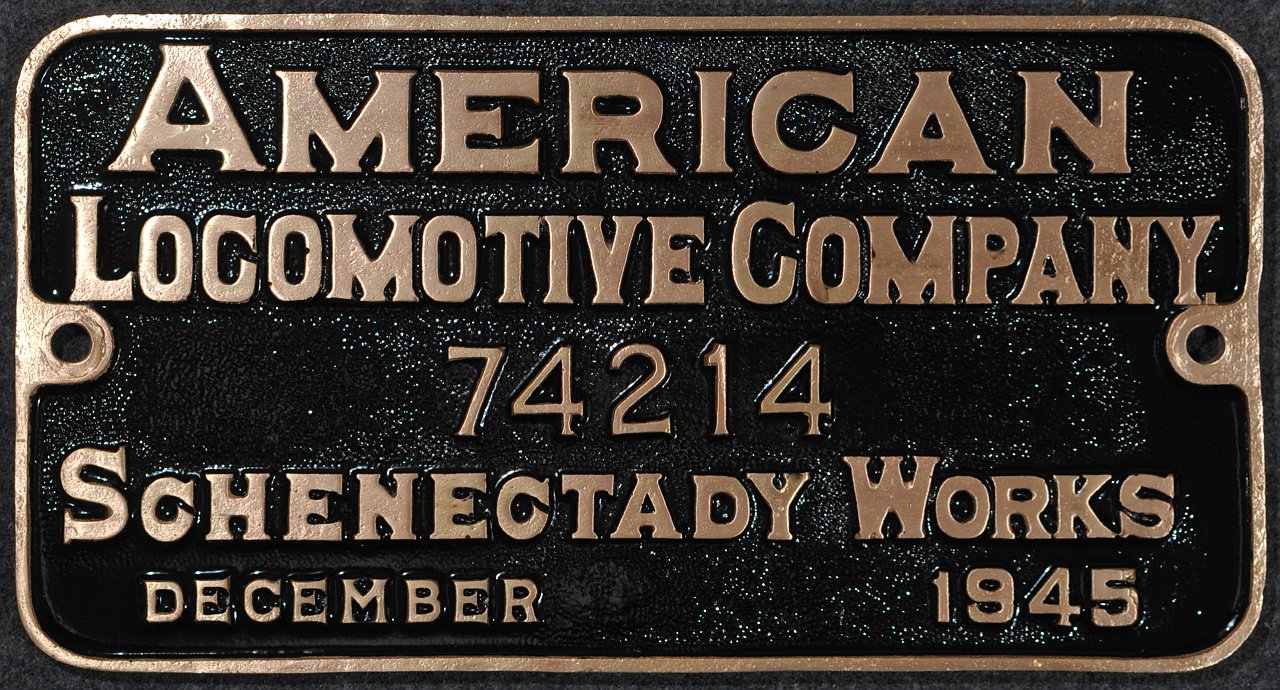 AMERICAN
LOCOMOTIVE COMPANY.
74214
SCHENECTADY WORKS
DECEMBER 1945